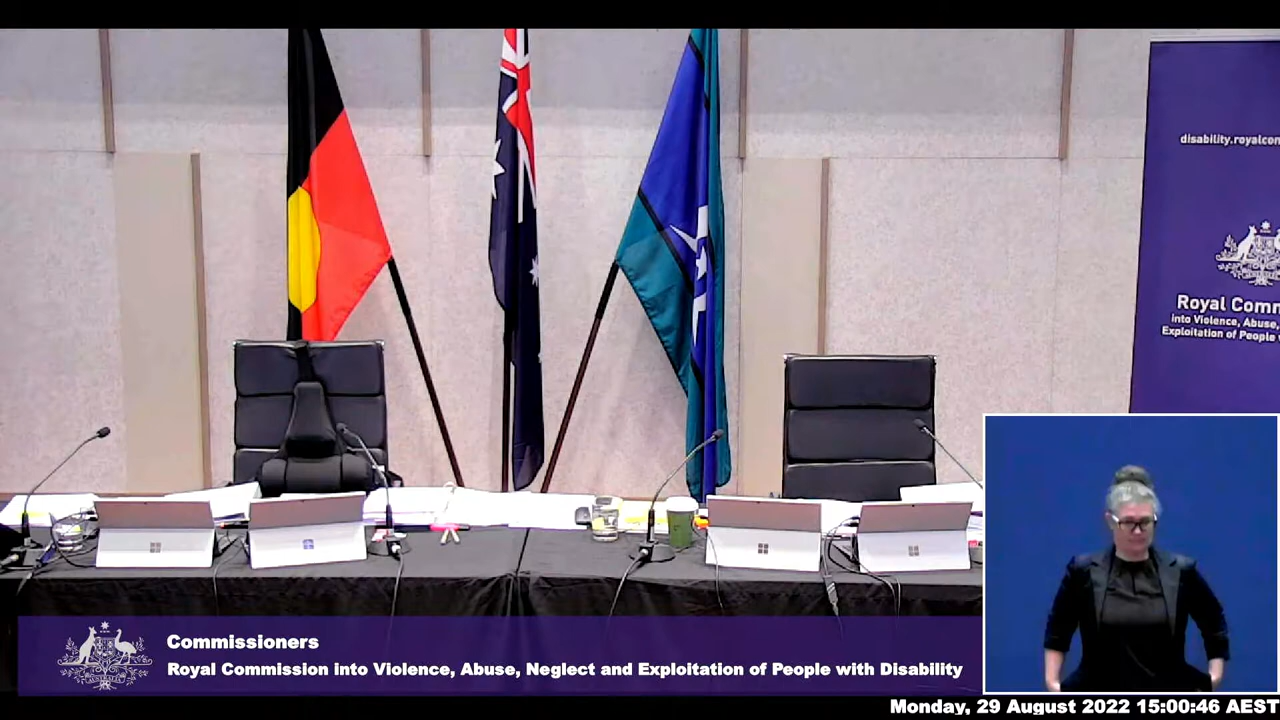 disability.royalcom
Royal Comm
into Violence, Abuse,
Exploitation of People
Commissioners
Royal Commission into Violence, Abuse, Neglect and Exploitation of People with Disability
Monday, 29 August 2022 15:00:46 AEST